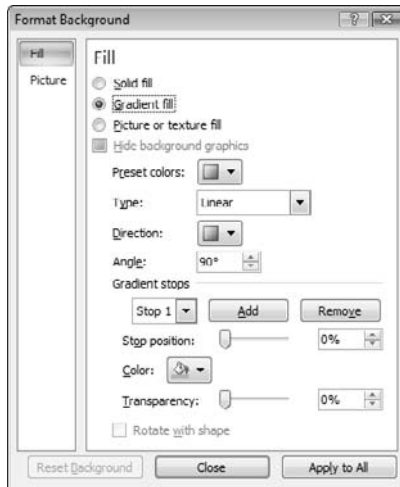 Format Background
Fill
Picture
Fill
Solid fill
Gradient fill
Picture or texture fill
Hide background graphics
Preset colors:
Type: Linear
Direction:
Angle: 90°
Gradient stops
Stop 1 Add Remove
Stop position: 0%
Color:
Transparency: 0%
Rotate with shape
Reset Background Close Apply to All